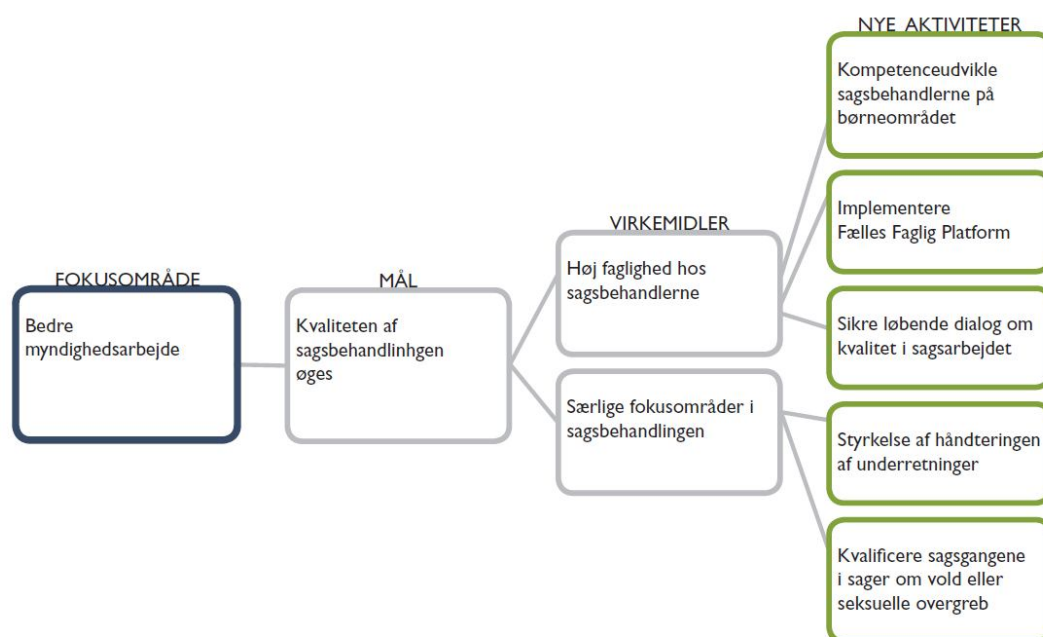 FOKUSOMRÅDE
Bedre
myndighedsarbejde
MÅL
Kvaliteten af
sagsbehandlinhgen
øges
VIRKEMIDLER
Høj faglighed hos
sagsbehandlerne
Særlige fokusområder i
sagsbehandlingen
NYE AKTIVITETER
Kompetenceudvikle
sagsbehandlerne på
børneområdet
Implementere
Fælles Faglig Platform
Sikre løbende dialog om
kvalitet i sagsarbejdet
Styrkelse af håndteringen
af underretninger
Kvalificere sagsgangene
i sager om vold eller
seksuelle overgreb